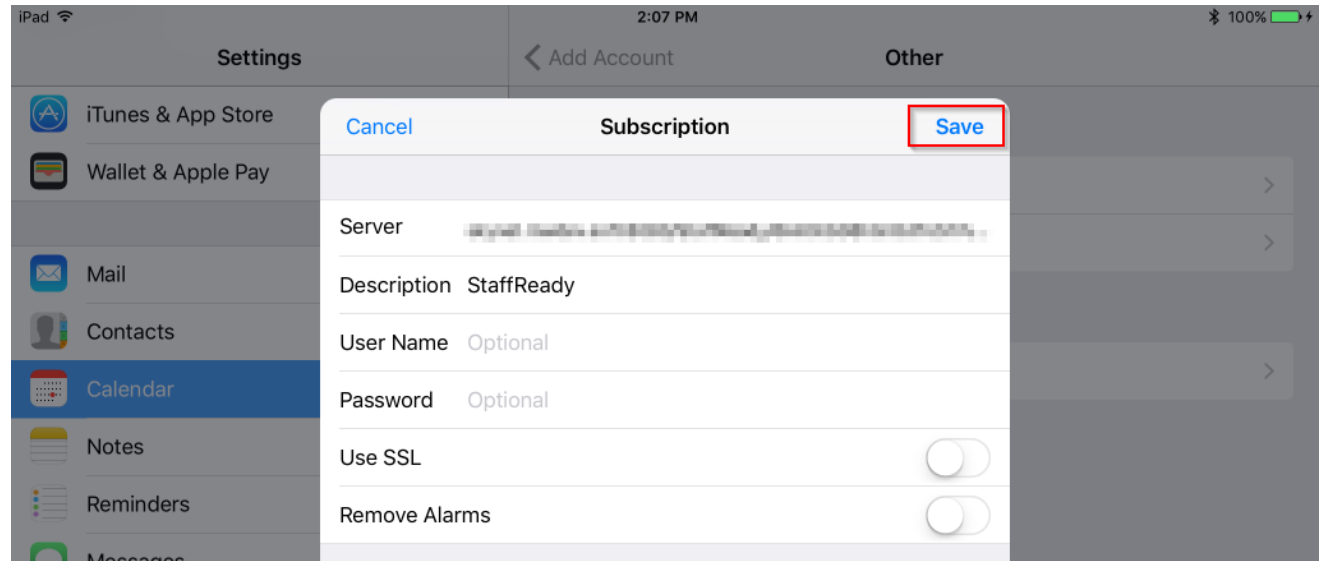 iPad 2:07 PM 100%
Settings
Add Account Other
iTunes & App Store
Wallet & Apple Pay
Mail
Contacts
Calendar
Notes
Reminders
Messages
Cancel Subscription Save
Server
Description StaffReady
User Name Optional
Password Optional
Use SSL
Remove Alarms